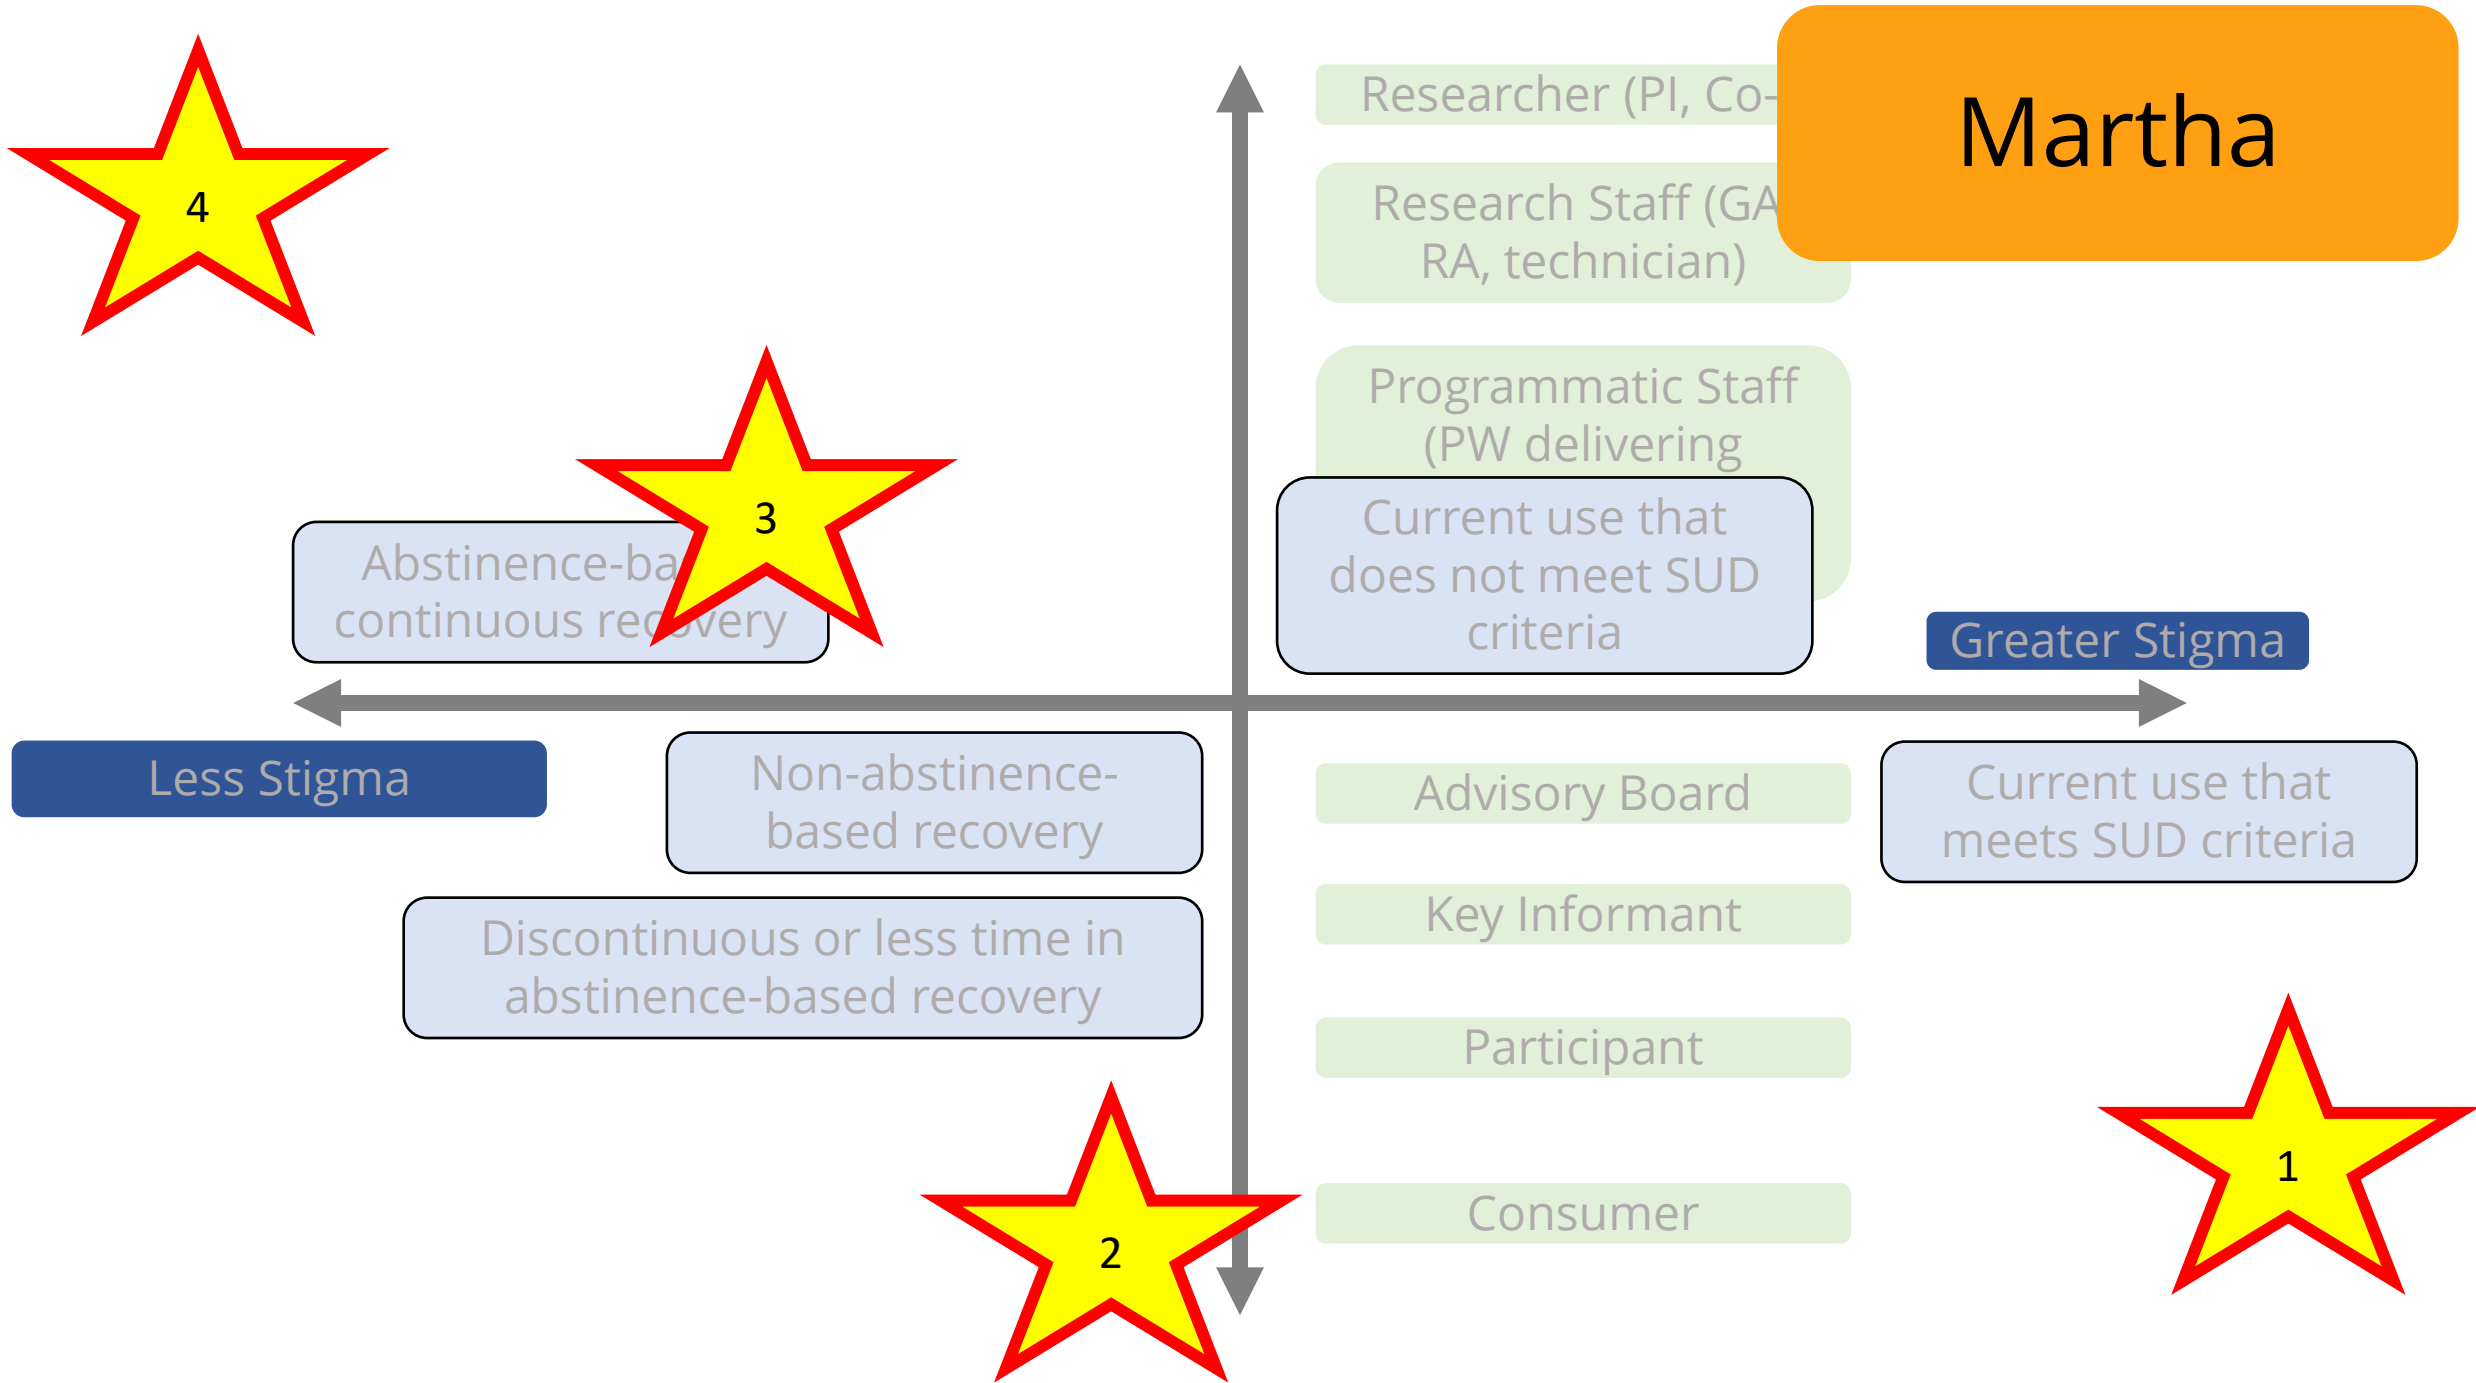 Martha
Researcher (PI, Co-
Research Staff (GA
RA, technician)
4
Programmatic Staff
(PW delivering
3
Current use that
does not meet SUD
criteria
Abstinence-ba
continuous recovery
Greater Stigma
Less Stigma
Non-abstinence-
based recovery
Advisory Board
Current use that
meets SUD criteria
Discontinuous or less time in
abstinence-based recovery
Key Informant
Participant
1
Consumer
2